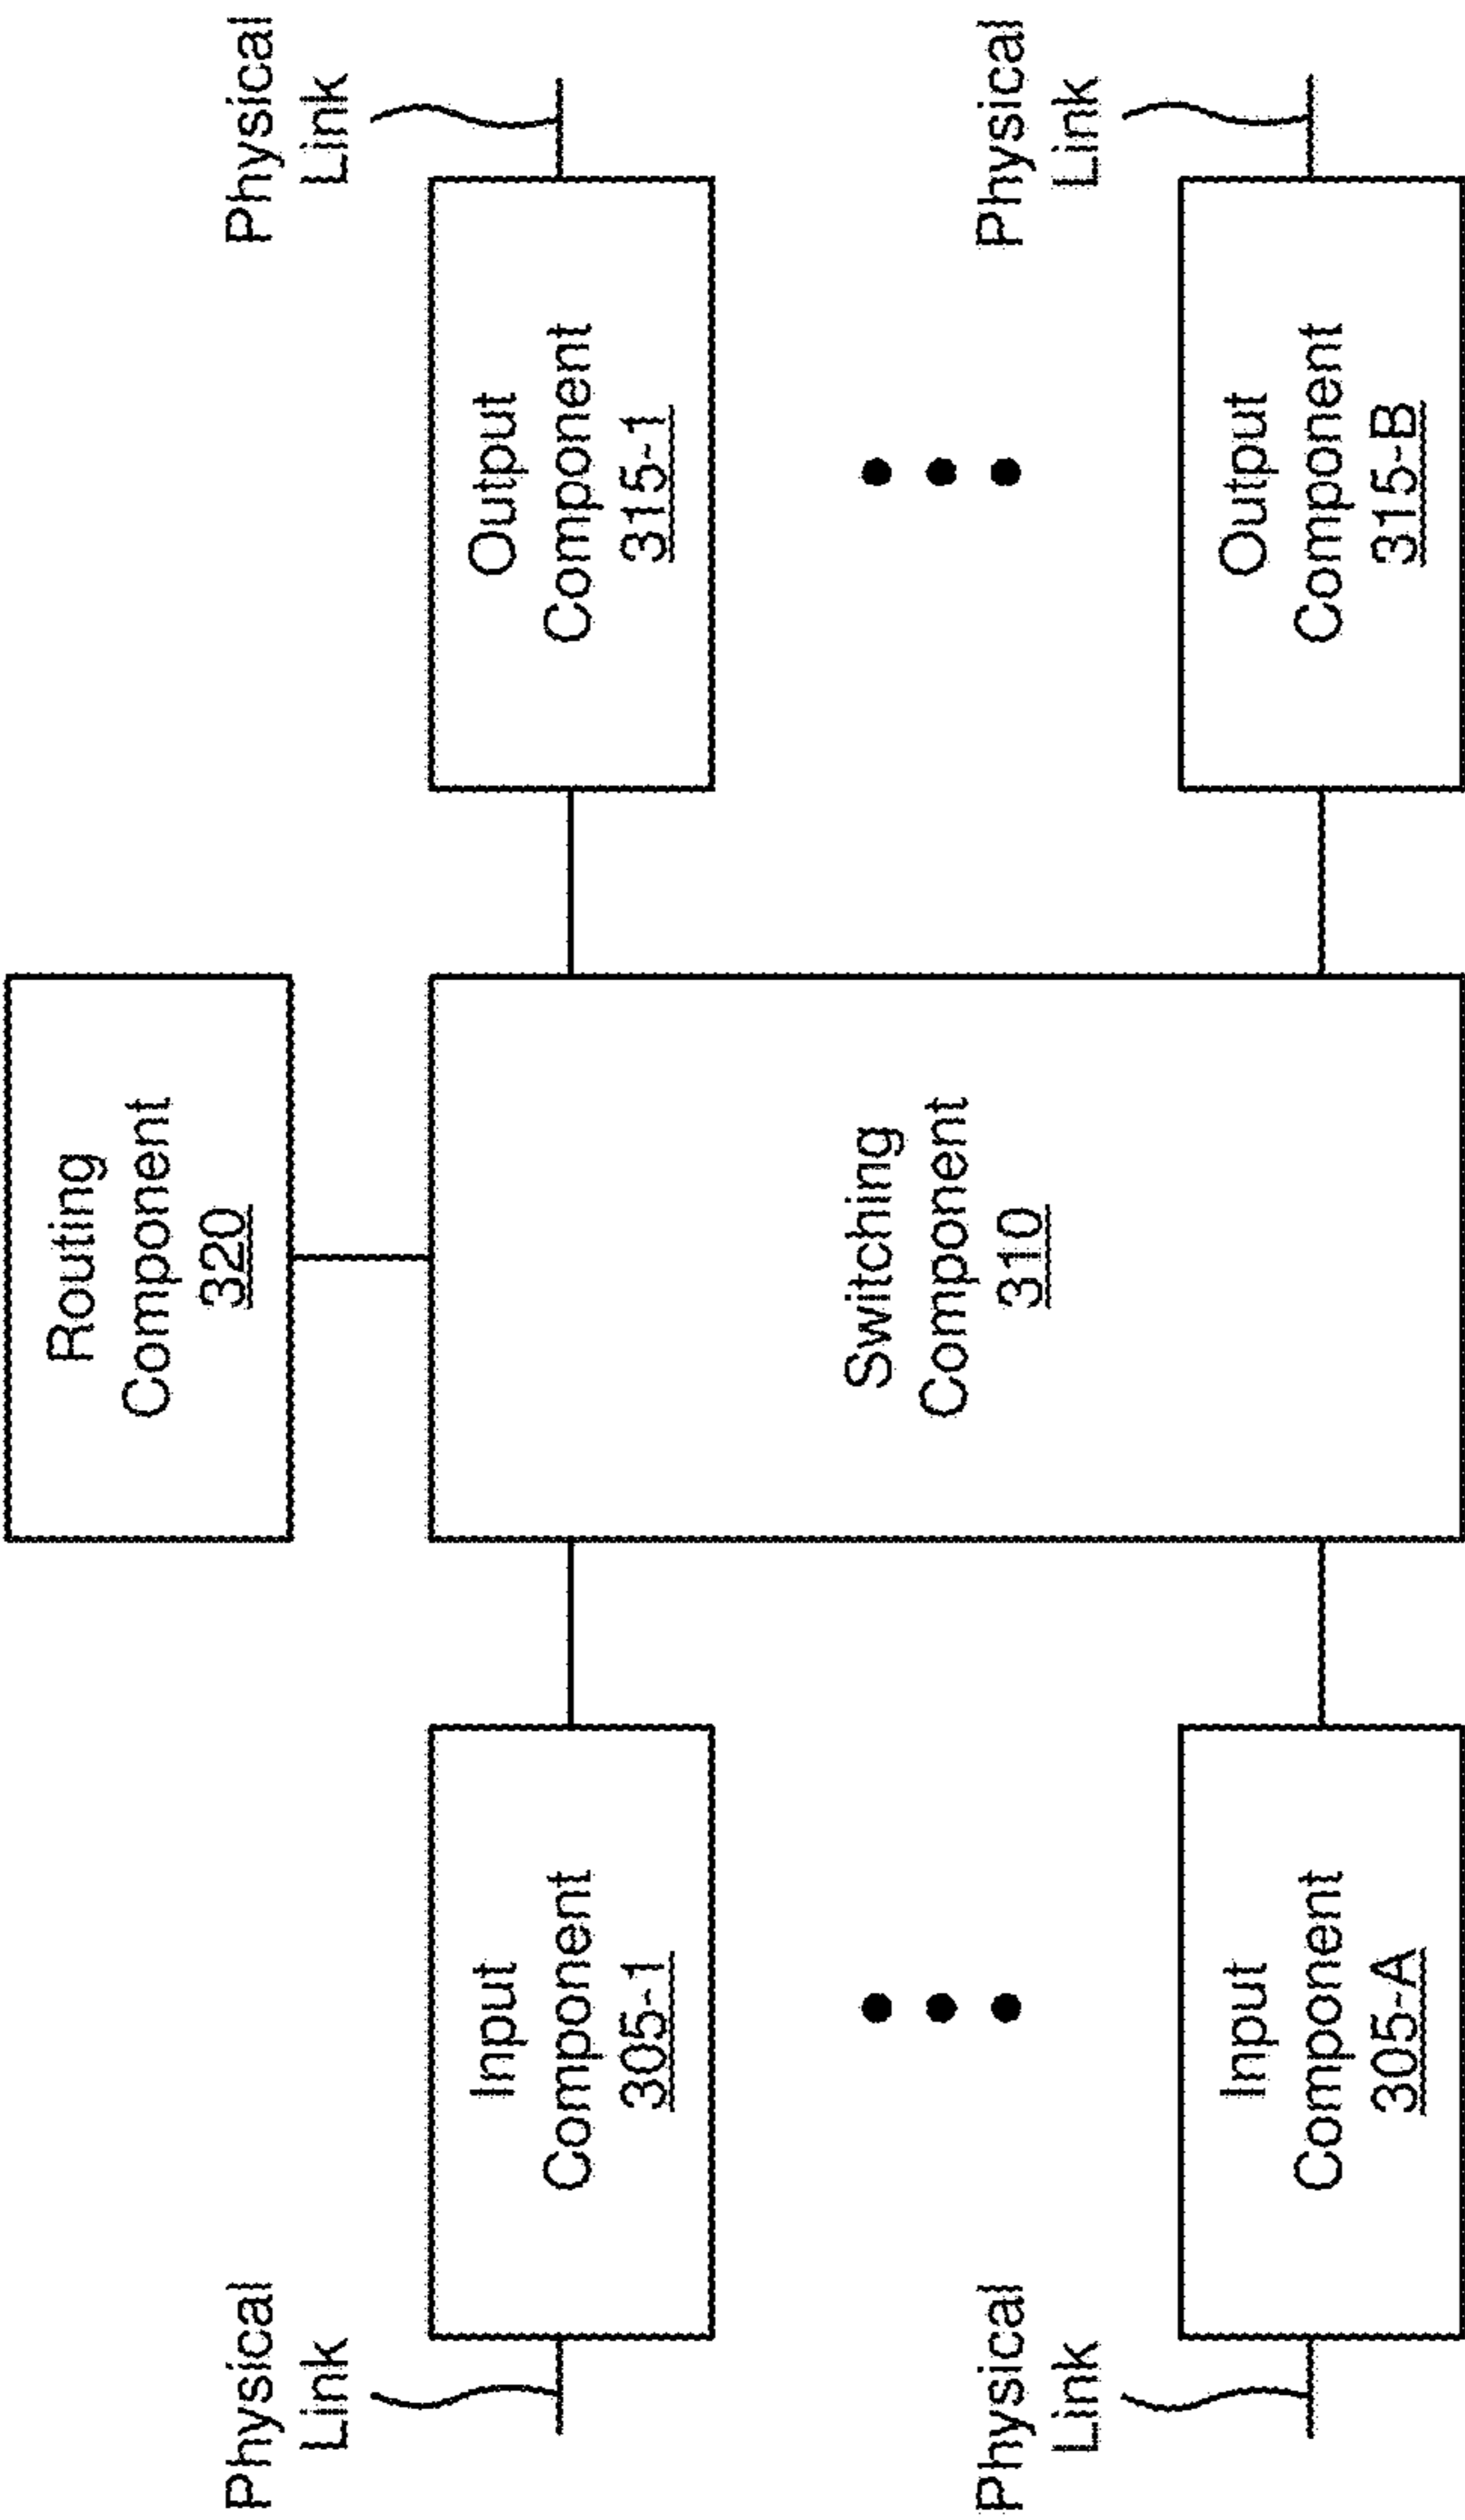 Routing
Component
320
Physical
Link
Physical
Link
Input
Component
305-1
Switching
Component
310
Output
Component
315-1
Physical
Link
Physical
Link
Input
Component
305-A
Output
Component
315-B